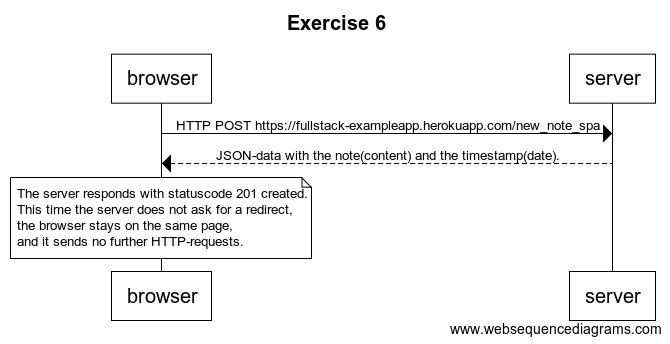 Exercise 6
browser
server
HTTP POST https://fullstack-exampleapp.herokuapp.com/new_note_spa
JSON-data with the note(content) and the timestamp(date).
The server responds with statuscode 201 created.
This time the server does not ask for a redirect,
the browser stays on the same page,
and it sends no further HTTP-requests.
browser
server
www.websequencediagrams.com